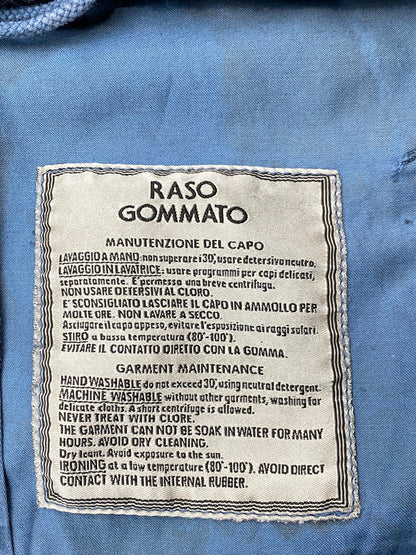 RASO
GOMMATO
MANUTENZIONE DEL CAPO
LAVAGGIO A MANO: non superare i 30°, usare detersivo neutro.
LAVAGGIO IN LAVATRICE: usare programmi per capi delicati,
separatamente. E' permessa una breve centrifuga.
NON USARE DETERSIVI AL CLORO.
E' SCONSIGLIATO LASCIARE IL CAPO IN AMMOLLO PER
MOLTE ORE. NON LAVARE A SECCO.
Asciugare il capo appeso, evitare l'esposizione ai raggi solari.
STIRO a bassa temperatura (80°-100°).
EVITARE IL CONTATTO DIRETTO CON LA GOMMA.
GARMENT MAINTENANCE
HAND WASHABLE do not exceed 30°, using neutral detergent.
MACHINE WASHABLE without other garments, washing for
delicate cloths. A short centrifuge is allowed.
NEVER TREAT WITH CLORE.
THE GARMENT CAN NOT BE SOAK IN WATER FOR MANY
HOURS. AVOID DRY CLEANING.
Dry leant. Avoid exposure to the sun.
IRONING at a low temperature (80°-100°). AVOID DIRECT
CONTACT WITH THE INTERNAL RUBBER.